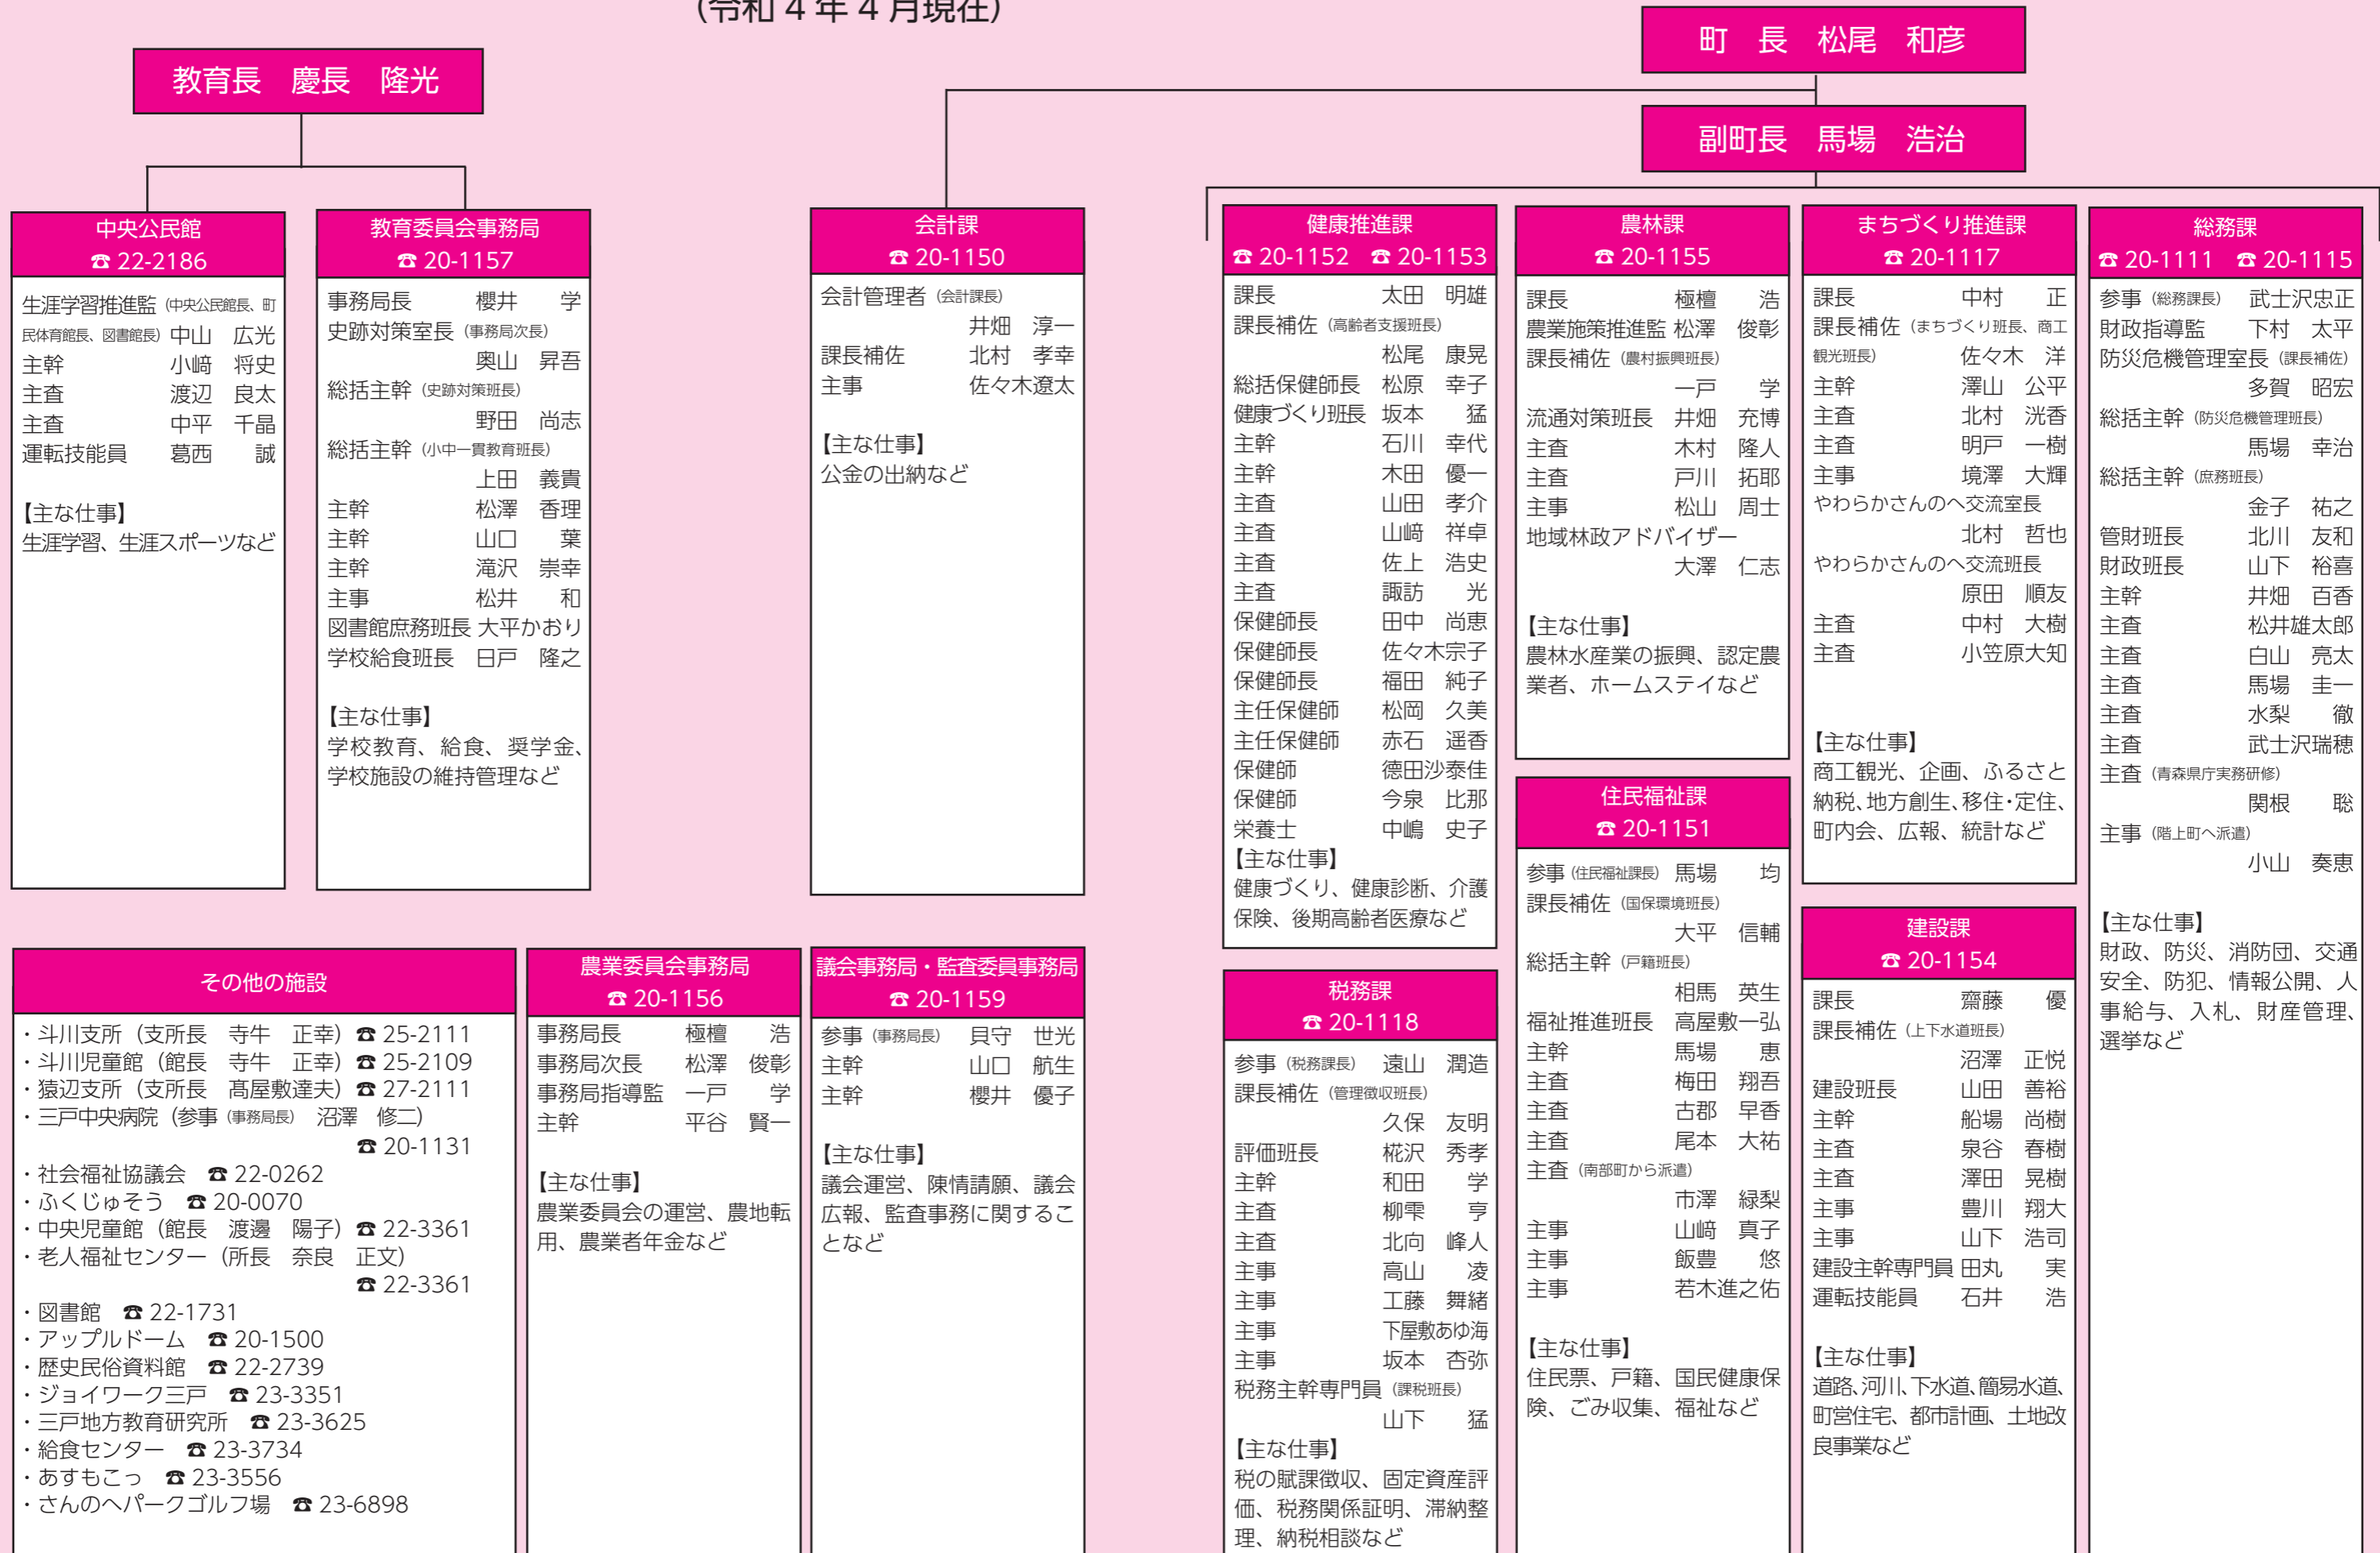 (令和４年４月現在)
町　長　松尾　和彦
副町長　馬場　浩治
教育長　慶長　隆光
中央公民館
☎ 22-2186
生涯学習推進監 (中央公民館長、町
民体育館長、図書館長) 中山　広光
主幹　小﨑　将史
主査　渡辺　良太
主査　中平　千晶
運転技能員　葛西　誠
【主な仕事】
生涯学習、生涯スポーツなど
教育委員会事務局
☎ 20-1157
事務局長　櫻井　学
史跡対策室長 (事務局次長)
奥山　昇吾
総括主幹 (史跡対策班長)
野田　尚志
総括主幹 (小中一貫教育班長)
上田　義貴
主幹　松澤　香理
主幹　山口　葉
主幹　滝沢　崇幸
主事　松井　和
図書館庶務班長 大平かおり
学校給食班長　日戸　隆之
【主な仕事】
学校教育、給食、奨学金、
学校施設の維持管理など
会計課
☎ 20-1150
会計管理者 (会計課長)
井畑　淳一
課長補佐　北村　孝幸
主事　佐々木遼太
【主な仕事】
公金の出納など
健康推進課
☎ 20-1152　☎ 20-1153
課長　太田　明雄
課長補佐 (高齢者支援班長)
松尾　康晃
総括保健師長　松原　幸子
健康づくり班長　坂本　猛
主幹　石川　幸代
主幹　木田　優一
主査　山田　孝介
主査　山﨑　祥卓
主査　佐上　浩史
主査　諏訪　光
保健師長　田中　尚恵
保健師長　佐々木宗子
保健師長　福田　純子
主任保健師　松岡　久美
主任保健師　赤石　遥香
保健師　德田沙泰佳
保健師　今泉　比那
栄養士　中嶋　史子
【主な仕事】
健康づくり、健康診断、介護
保険、後期高齢者医療など
農林課
☎ 20-1155
課長　極檀　浩
農業施策推進監 松澤　俊彰
課長補佐 (農村振興班長)
一戸　学
流通対策班長　井畑　充博
主査　木村　隆人
主査　戸川　拓耶
主事　松山　周士
地域林政アドバイザー
大澤　仁志
【主な仕事】
農林水産業の振興、認定農
業者、ホームステイなど
まちづくり推進課
☎ 20-1117
課長　中村　正
課長補佐 (まちづくり班長、商工
観光班長)　佐々木　洋
主幹　澤山　公平
主査　北村　洸香
主査　明戸　一樹
主事　境澤　大輝
やわらかさんのへ交流室長
北村　哲也
やわらかさんのへ交流班長
原田　順友
主査　中村　大樹
主査　小笠原大知
【主な仕事】
商工観光、企画、ふるさと
納税、地方創生、移住・定住、
町内会、広報、統計など
総務課
☎ 20-1111　☎ 20-1115
参事 (総務課長)　武士沢忠正
財政指導監　下村　太平
防災危機管理室長 (課長補佐)
多賀　昭宏
総括主幹 (防災危機管理班長)
馬場　幸治
総括主幹 (庶務班長)
金子　祐之
管財班長　北川　友和
財政班長　山下　裕喜
主幹　井畑　百香
主査　松井雄太郎
主査　白山　亮太
主査　馬場　圭一
主査　水梨　徹
主査　武士沢瑞穂
主査 (青森県庁実務研修)
関根　聡
主事 (階上町へ派遣)
小山　奏恵
【主な仕事】
財政、防災、消防団、交通
安全、防犯、情報公開、人
事給与、入札、財産管理、
選挙など
住民福祉課
☎ 20-1151
参事 (住民福祉課長)　馬場　均
課長補佐 (国保環境班長)
大平　信輔
総括主幹 (戸籍班長)
相馬　英生
福祉推進班長　高屋敷一弘
主幹　馬場　恵
主査　梅田　翔吾
主査　古郡　早香
主査　尾本　大祐
主査 (南部町から派遣)
市澤　緑梨
主事　山﨑　真子
主事　飯豊　悠
主事　若木進之佑
【主な仕事】
住民票、戸籍、国民健康保
険、ごみ収集、福祉など
建設課
☎ 20-1154
課長　齋藤　優
課長補佐 (上下水道班長)
沼澤　正悦
建設班長　山田　善裕
主幹　船場　尚樹
主査　泉谷　春樹
主査　澤田　晃樹
主事　豊川　翔大
主事　山下　浩司
建設主幹専門員 田丸　実
運転技能員　石井　浩
【主な仕事】
道路、河川、下水道、簡易水道、
町営住宅、都市計画、土地改
良事業など
その他の施設
・斗川支所（支所長　寺牛　正幸）☎ 25-2111
・斗川児童館（館長　寺牛　正幸）☎ 25-2109
・猿辺支所（支所長　髙屋敷達夫）☎ 27-2111
・三戸中央病院（参事 (事務局長)　沼澤　修二）
☎ 20-1131
・社会福祉協議会　☎ 22-0262
・ふくじゅそう　☎ 20-0070
・中央児童館（館長　渡邊　陽子）☎ 22-3361
・老人福祉センター（所長　奈良　正文）
☎ 22-3361
・図書館　☎ 22-1731
・アップルドーム　☎ 20-1500
・歴史民俗資料館　☎ 22-2739
・ジョイワーク三戸　☎ 23-3351
・三戸地方教育研究所　☎ 23-3625
・給食センター　☎ 23-3734
・あすもこっ　☎ 23-3556
・さんのへパークゴルフ場　☎ 23-6898
農業委員会事務局
☎ 20-1156
事務局長　極檀　浩
事務局次長　松澤　俊彰
事務局指導監　一戸　学
主幹　平谷　賢一
【主な仕事】
農業委員会の運営、農地転
用、農業者年金など
議会事務局・監査委員事務局
☎ 20-1159
参事 (事務局長)　貝守　世光
主幹　山口　航生
主幹　櫻井　優子
【主な仕事】
議会運営、陳情請願、議会
広報、監査事務に関するこ
となど
税務課
☎ 20-1118
参事 (税務課長)　遠山　潤造
課長補佐 (管理徴収班長)
久保　友明
評価班長　椛沢　秀孝
主幹　和田　学
主査　柳雫　亨
主査　北向　峰人
主事　高山　凌
主事　工藤　舞緒
主事　下屋敷あゆ海
主事　坂本　杏弥
税務主幹専門員 (課税班長)
山下　猛
【主な仕事】
税の賦課徴収、固定資産評
価、税務関係証明、滞納整
理、納税相談など